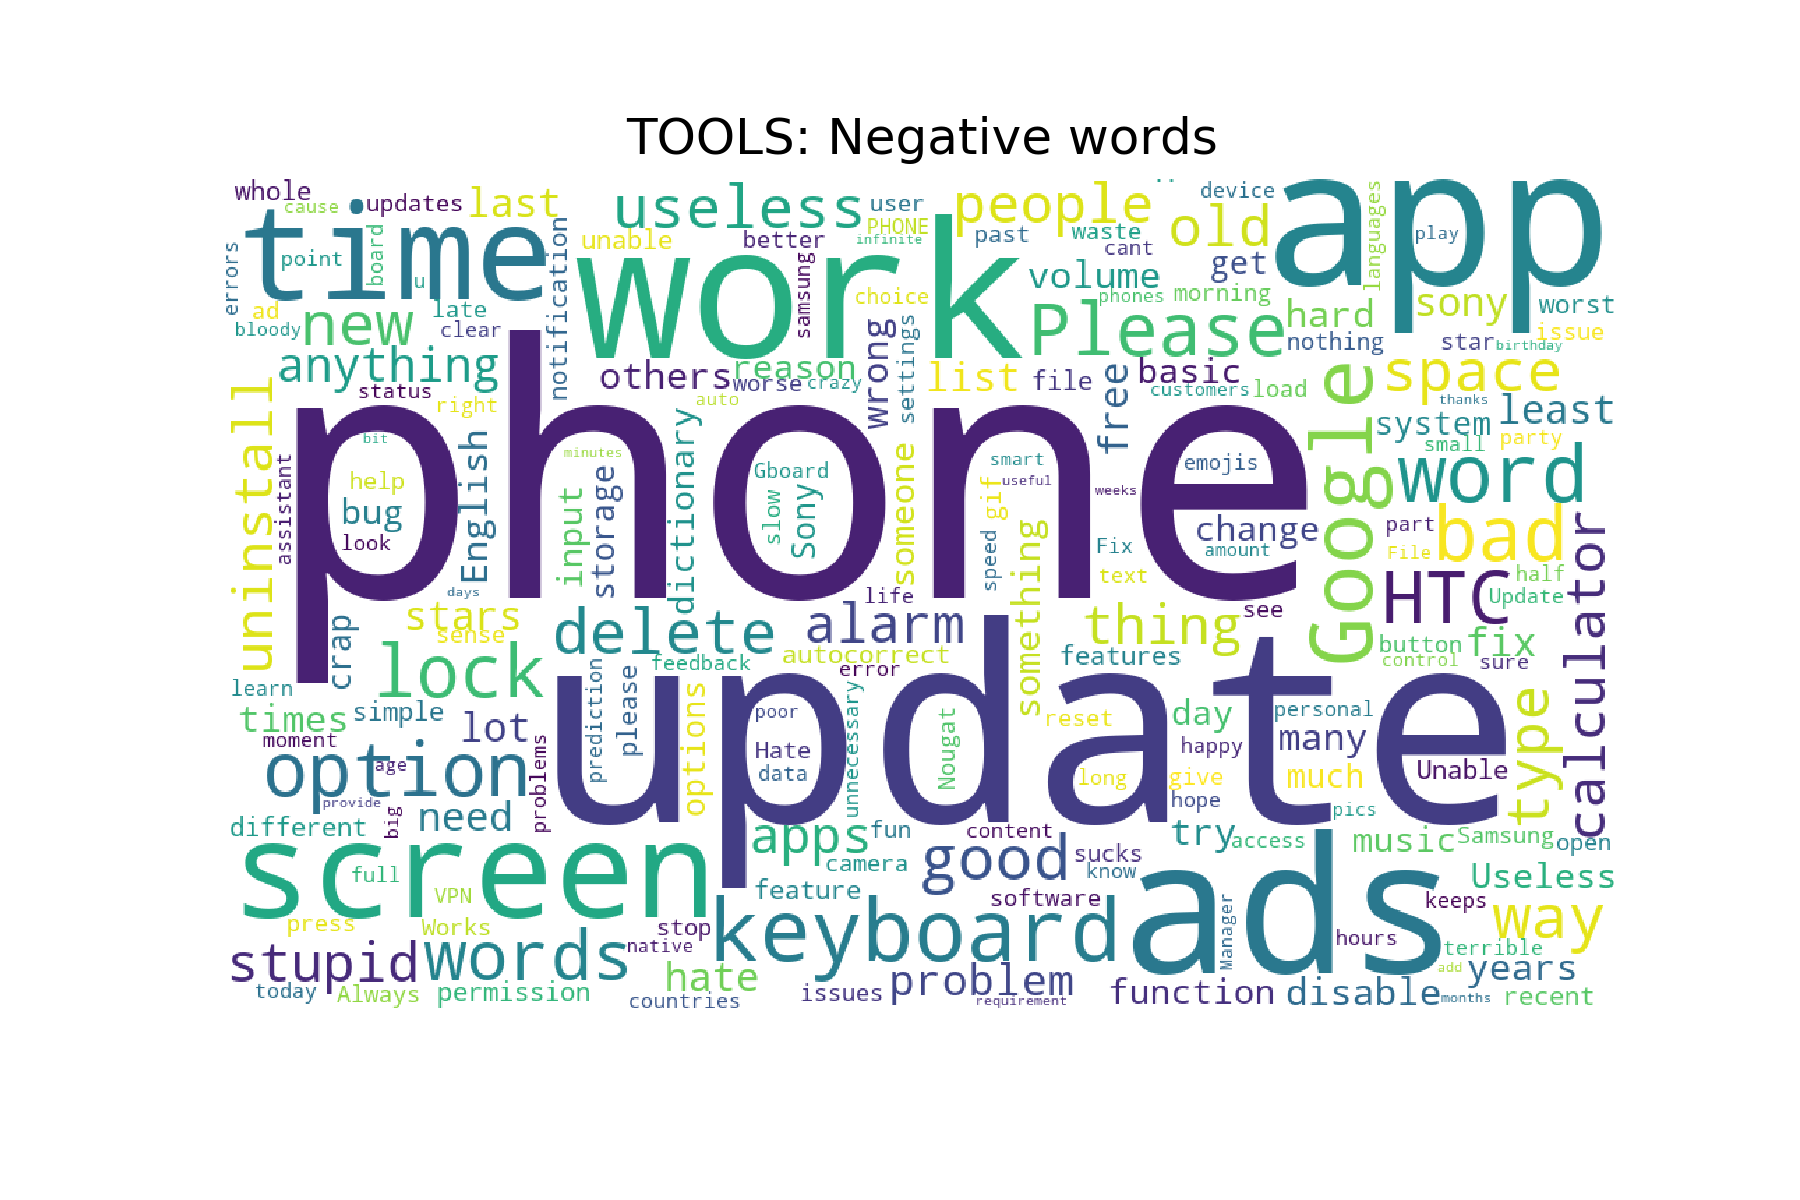 TOOLS: Negative words
whole
cause
updates
last
useless
user
PHONE
infinite
people
device
app
time
errors
point
board
u
notification
unable
better
samsung
work
past
waste
cant
old
get
languages
play
volume
phones
morning
choice
ad
bloody
new
late
clear
Please
hard
nothing
sony
worst
star
issue
birthday
anything
status
right
others
reason
worse
crazy
auto
wrong
settings
list
file
free
basic
customers
load
Google
space
thanks
least
system
small
party
uninstall
assistant
phone
bit
help
bug
look
English
days
minutes
input
storage
dictionary
Gboard
slow
Sony
someone
smart
useful
gif
speed
something
weeks
Fix
text
emojis
change
amount
word
part
bad
File
HTC
half
Update
calculator
crap
stars
sense
delete
life
alarm
thing
see
button
fix
control
sure
learn
lock
feedback
autocorrect
error
features
times
simple
moment
lot
problems
prediction
please
options
update
poor
Hate
data
unnecessary
Nougat
reset
long
day
happy
give
hope
personal
many
much
pics
Unable
type
option
age
provide
big
need
different
screen
full
VPN
apps
fun
camera
feature
content
good
sucks
know
try
access
music
Samsung
open
Useless
press
Works
stop
native
keyboard
software
ads
Manager
keeps
hours
way
terrible
add
years
stupid
words
hate
problem
today
Always
permission
countries
issues
requirement
function
disable
months
recent